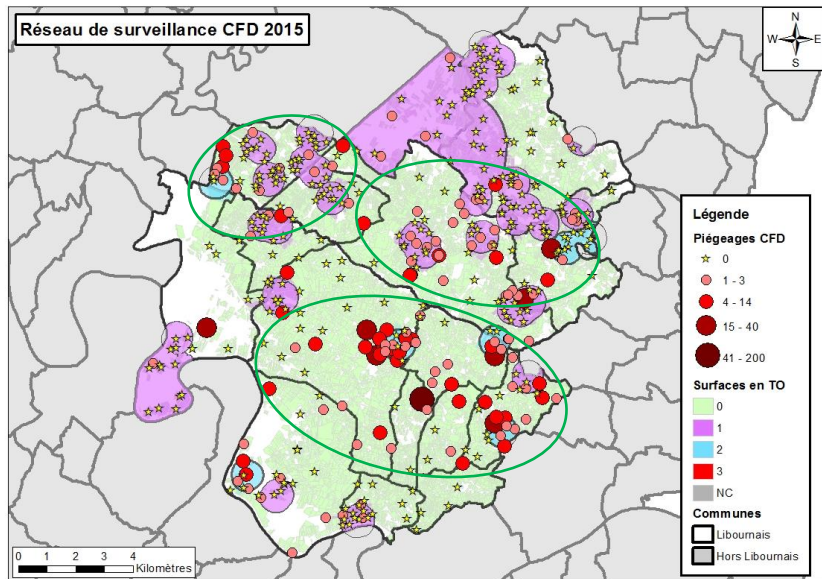 Réseau de surveillance CFD 2015
N
W E
S
Légende
Piégeages CFD
0
1 - 3
4 - 14
15 - 40
41 - 200
Surfaces en TO
0
1
2
3
NC
Communes
Libournais
Hors Libournais
0 1 2 3 4
Kilomètres